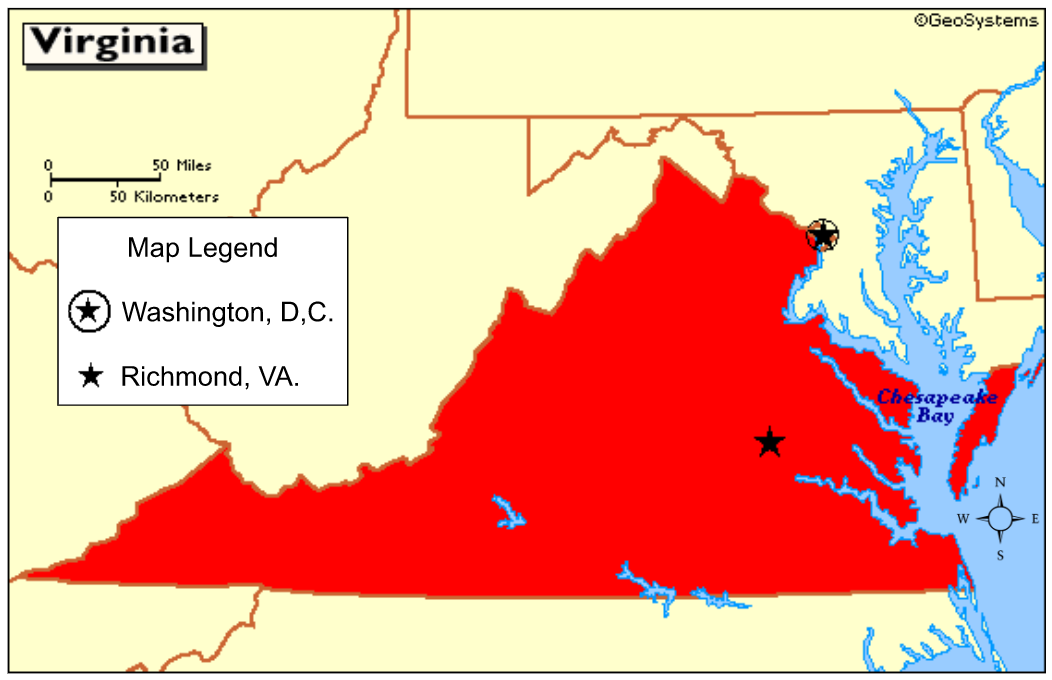 Virginia
©GeoSystems
0 50 Miles
0 50 Kilometers
Map Legend
Washington, D,C.
Richmond, VA.
Chesapeake
Bay
N
W E
S